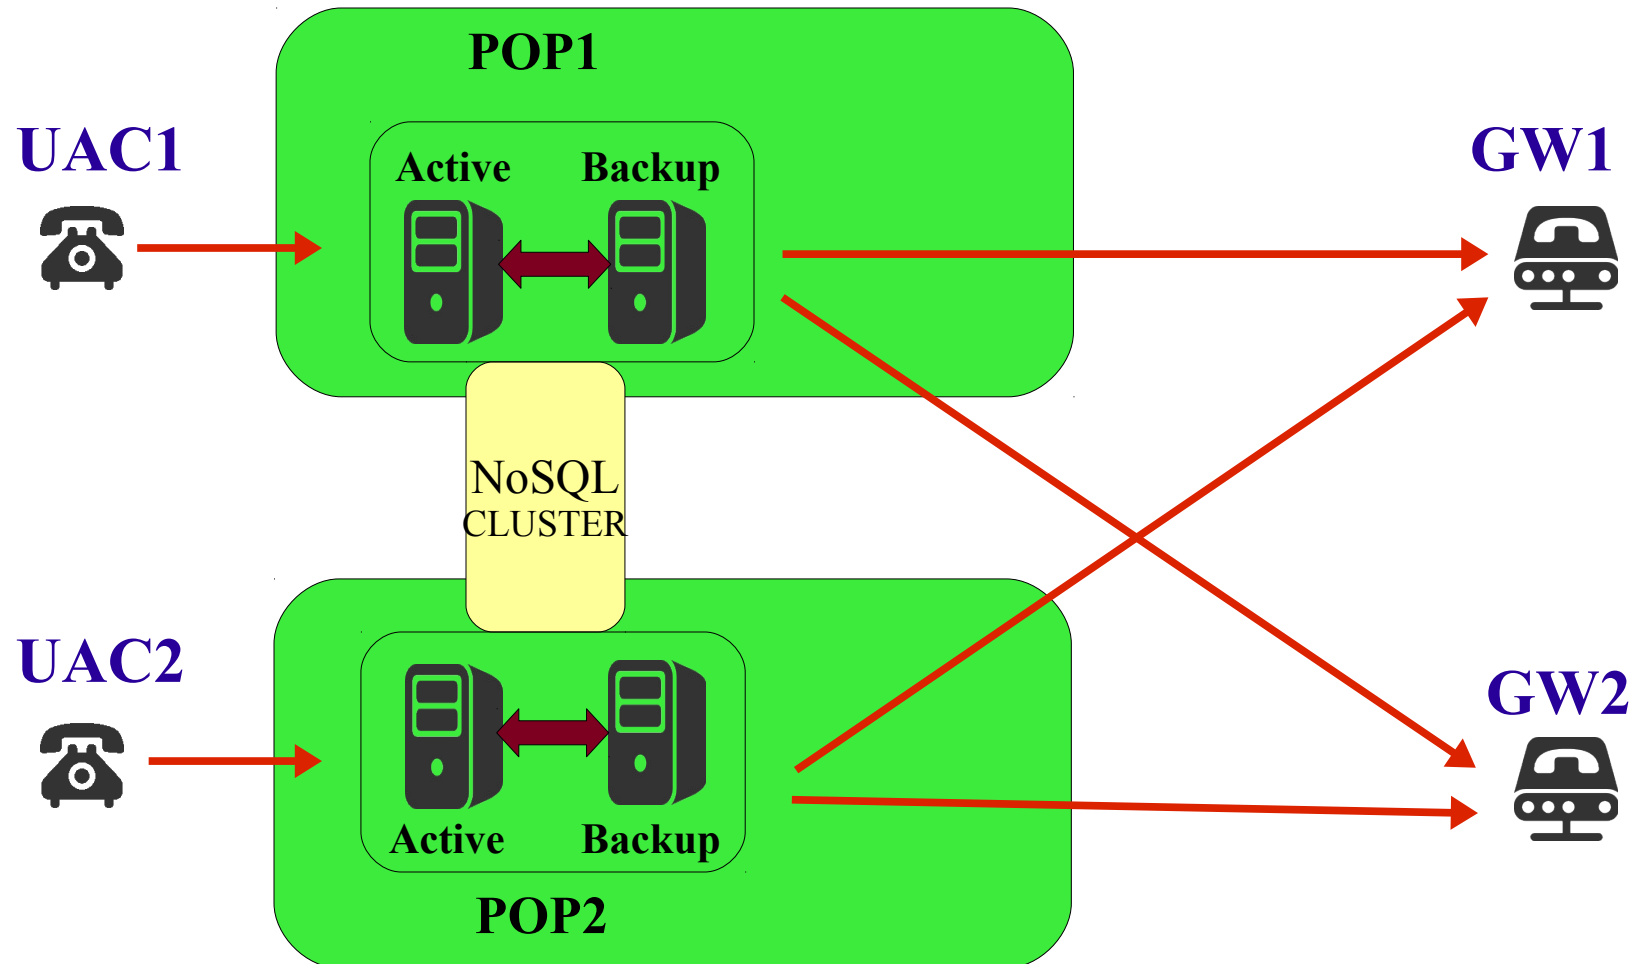 POP1
UAC1
GW1
Active
Backup
NoSQL
CLUSTER
UAC2
GW2
Active
Backup
POP2